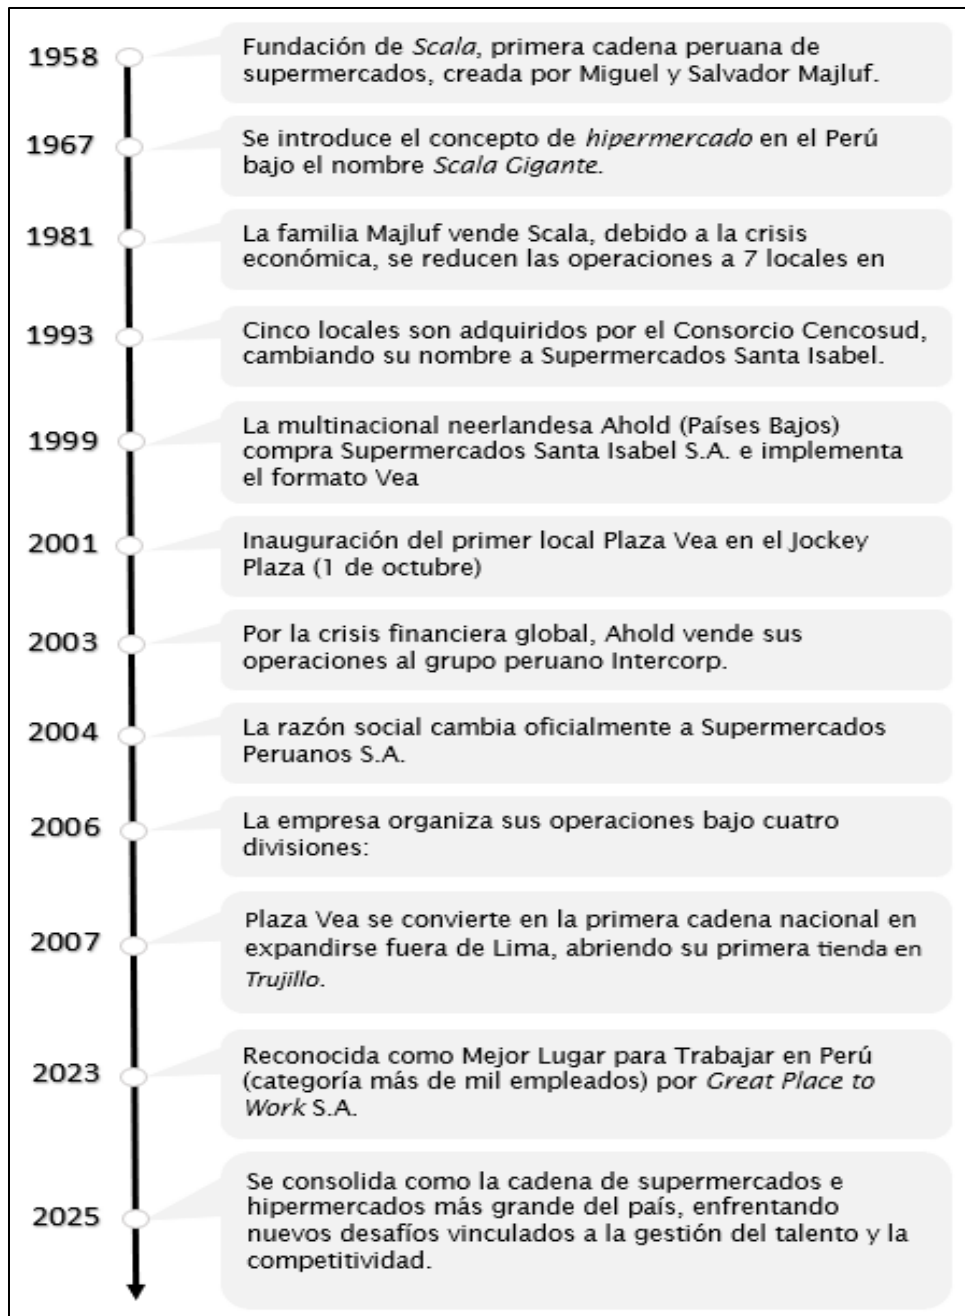 1958
Fundación de Scala, primera cadena peruana de
supermercados, creada por Miguel y Salvador Majluf.
1967
Se introduce el concepto de hipermercado en el Perú
bajo el nombre Scala Gigante.
1981
La familia Majluf vende Scala, debido a la crisis
económica, se reducen las operaciones a 7 locales en
1993
Cinco locales son adquiridos por el Consorcio Cencosud,
cambiando su nombre a Supermercados Santa Isabel.
1999
La multinacional neerlandesa Ahold (Países Bajos)
compra Supermercados Santa Isabel S.A. e implementa
el formato Vea
2001
Inauguración del primer local Plaza Vea en el Jockey
Plaza (1 de octubre)
2003
Por la crisis financiera global, Ahold vende sus
operaciones al grupo peruano Intercorp.
2004
La razón social cambia oficialmente a Supermercados
Peruanos S.A.
2006
La empresa organiza sus operaciones bajo cuatro
divisiones:
2007
Plaza Vea se convierte en la primera cadena nacional en
expandirse fuera de Lima, abriendo su primera tienda en
Trujillo.
2023
Reconocida como Mejor Lugar para Trabajar en Perú
(categoría más de mil empleados) por Great Place to
Work S.A.
2025
Se consolida como la cadena de supermercados e
hipermercados más grande del país, enfrentando
nuevos desafíos vinculados a la gestión del talento y la
competitividad.